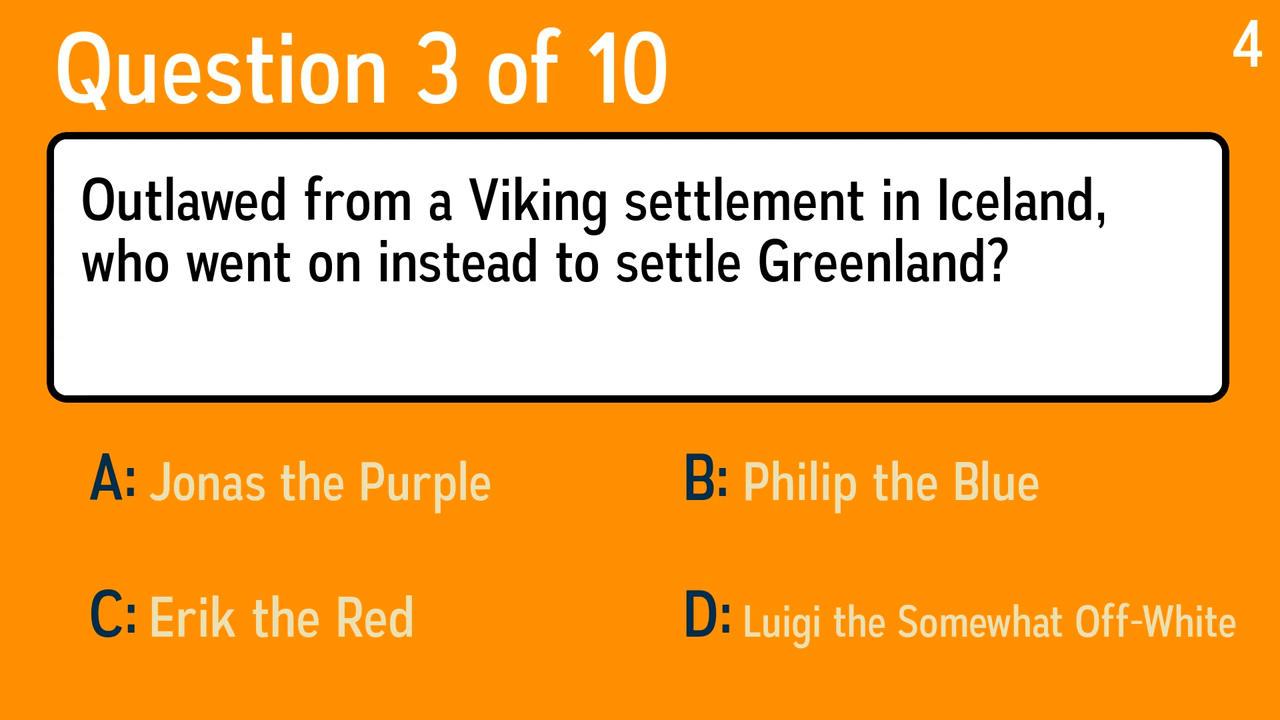 Question 3 of 10
4
Outlawed from a Viking settlement in Iceland,
who went on instead to settle Greenland?
A: Jonas the Purple
B: Philip the Blue
C: Erik the Red
D: Luigi the Somewhat Off-White